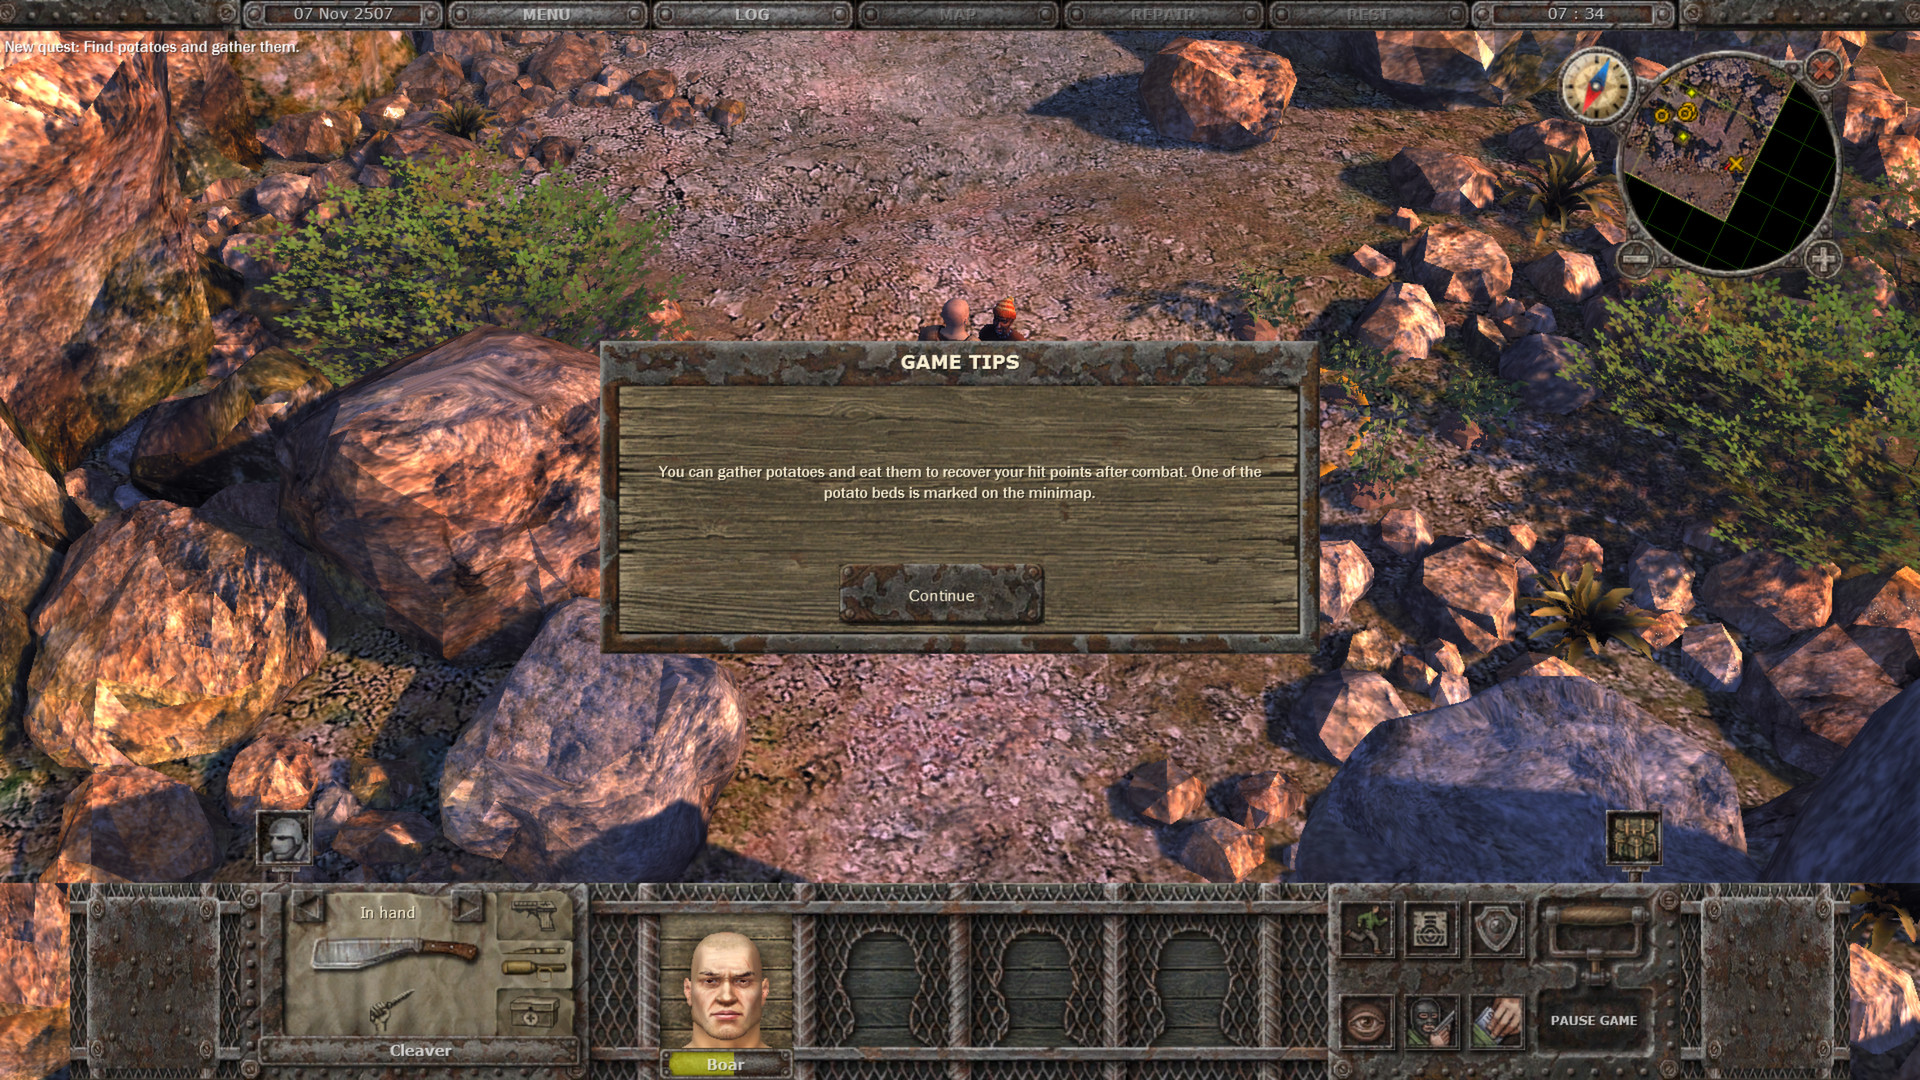 07 Nov 2507
MENU
LOG
MAP
REPAIR
REST
07 : 34
New quest: Find potatoes and gather them.
GAME TIPS
You can gather potatoes and eat them to recover your hit points after combat. One of the
potato beds is marked on the minimap.
Continue
In hand
Cleaver
Boar
PAUSE GAME